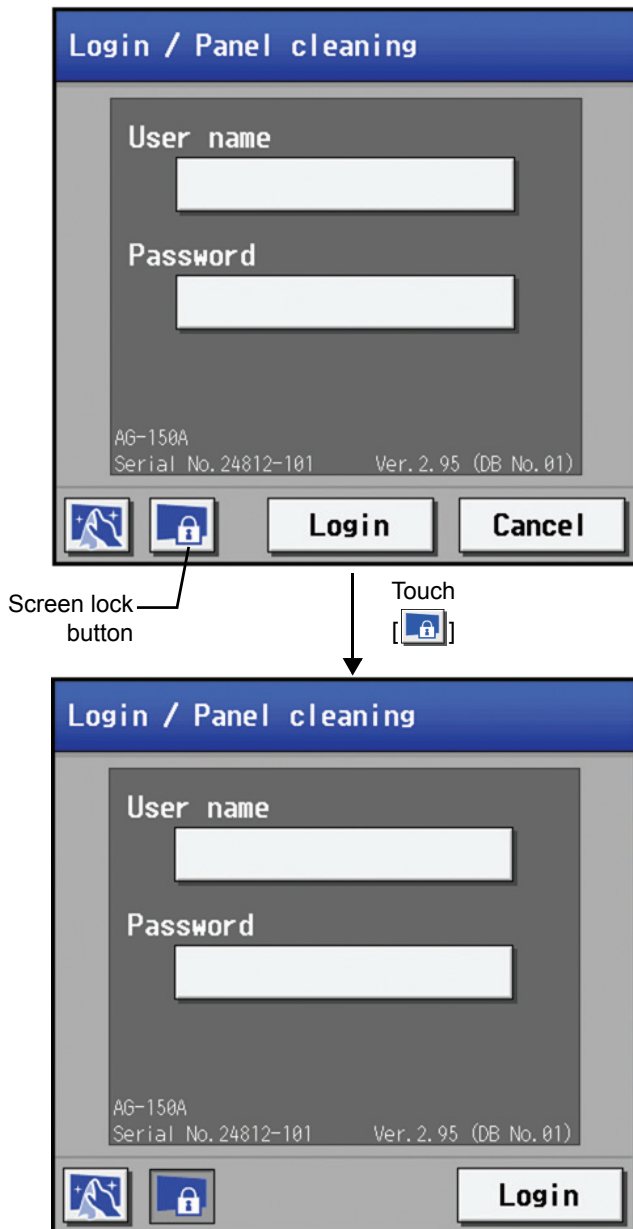 Login / Panel cleaning
User name
Password
AG-150A
Serial No.24812-101 Ver.2.95 (DB No.01)
Login Cancel
Screen lock
button
Touch
[ ]
Login / Panel cleaning
User name
Password
AG-150A
Serial No.24812-101 Ver.2.95 (DB No.01)
Login